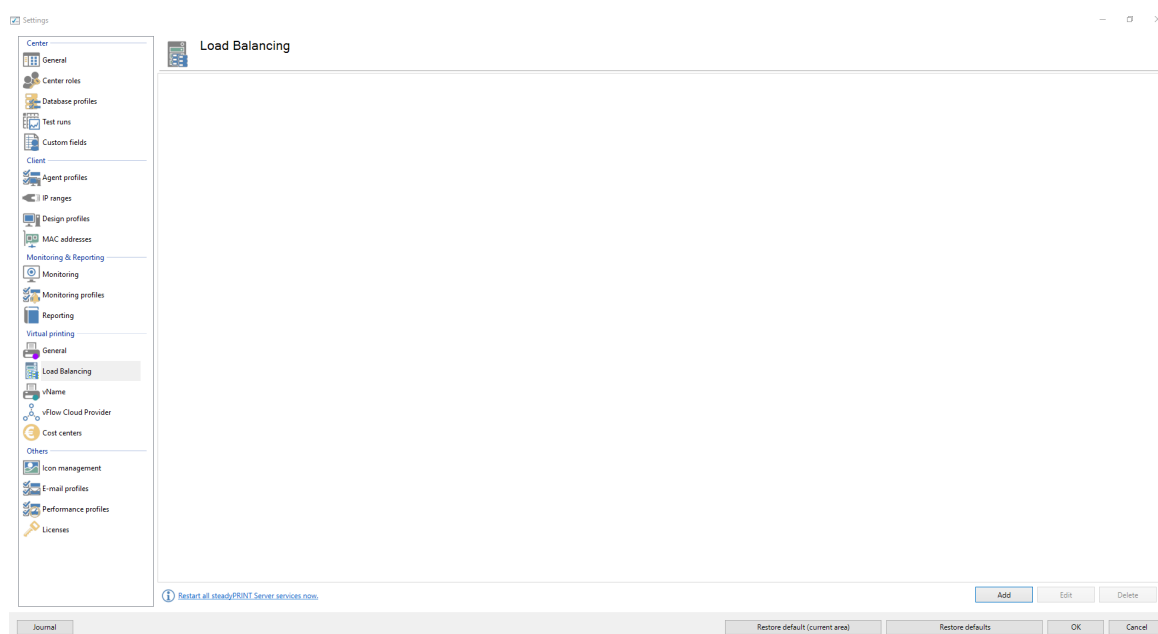 Settings
Center
General
Center roles
Database profiles
Test runs
Custom fields
Client
Agent profiles
IP ranges
Design profiles
MAC addresses
Monitoring & Reporting
Monitoring
Monitoring profiles
Reporting
Virtual printing
General
Load Balancing
vName
vFlow Cloud Provider
Cost centers
Others
Icon management
E-mail profiles
Performance profiles
Licenses
Load Balancing
Restart all steadyPRINT Server services now.
Add Edit Delete
Journal Restore default (current area) Restore defaults OK Cancel